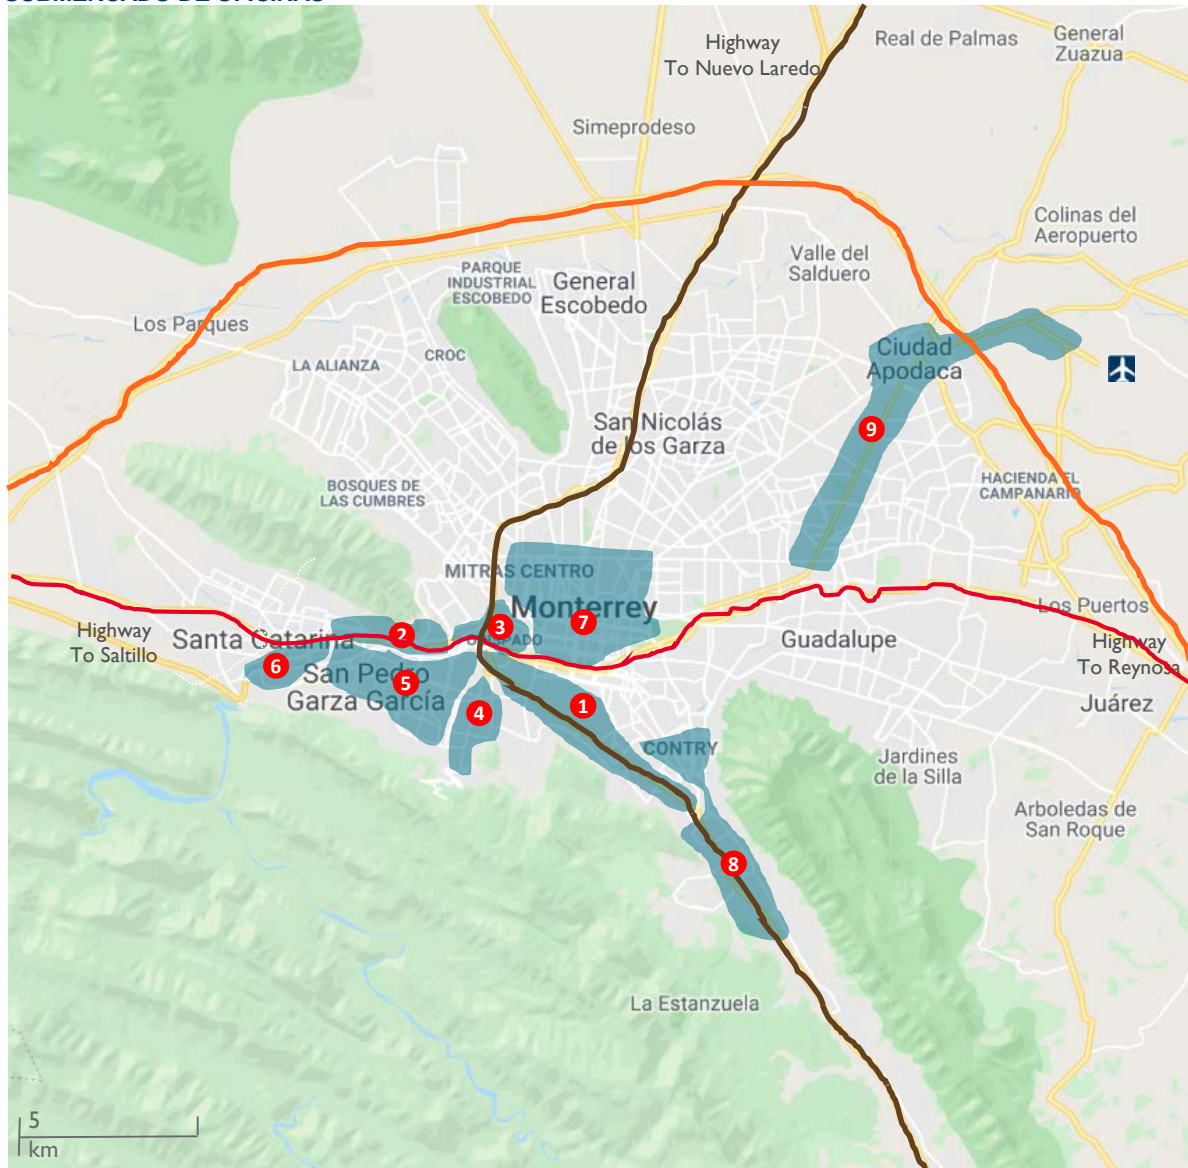 SUBMERCADO DE OFICINAS
Real de Palmas
General
Zuazua
Highway
To Nuevo Laredo
Simeprodeso
Colinas del
Aeropuerto
Valle del
Salduero
PARQUE
INDUSTRIAL
ESCOBEDO
General
Escobedo
Los Parques
Ciudad
Apodaca
LA ALIANZA
CROC
San Nicolás
de los Garza
9
HACIENDA EL
CAMPANARIO
BOSQUES DE
LAS CUMBRES
MITRAS CENTRO
Monterrey
Los Puertos
7
3
2
Highway
To Saltillo
Santa Catarina
Guadalupe
Highway
To Reynosa
6
San Pedro
Garza García
5
4
1
Juárez
CONTRY
Jardines
de la Silla
Arboledas de
San Roque
8
La Estanzuela
5
km